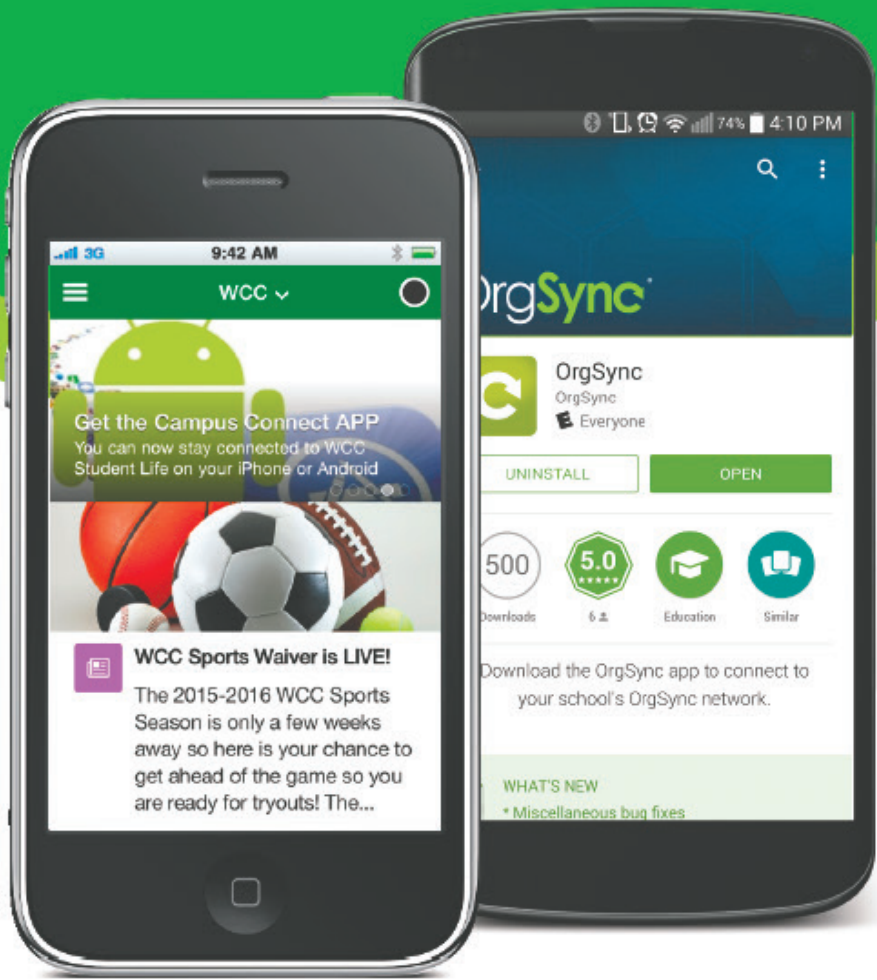 3G 9:42 AM
WCC
Get the Campus Connect APP
You can now stay connected to WCC
Student Life on your iPhone or Android
WCC Sports Waiver is LIVE!
The 2015-2016 WCC Sports
Season is only a few weeks
away so here is your chance to
get ahead of the game so you
are ready for tryouts! The...
74% 4:10 PM
OrgSync
OrgSync
OrgSync
E Everyone
UNINSTALL OPEN
500 5.0
Downloads 6 Education Similar
Download the OrgSync app to connect to
your school's OrgSync network.
WHAT'S NEW
* Miscellaneous bug fixes